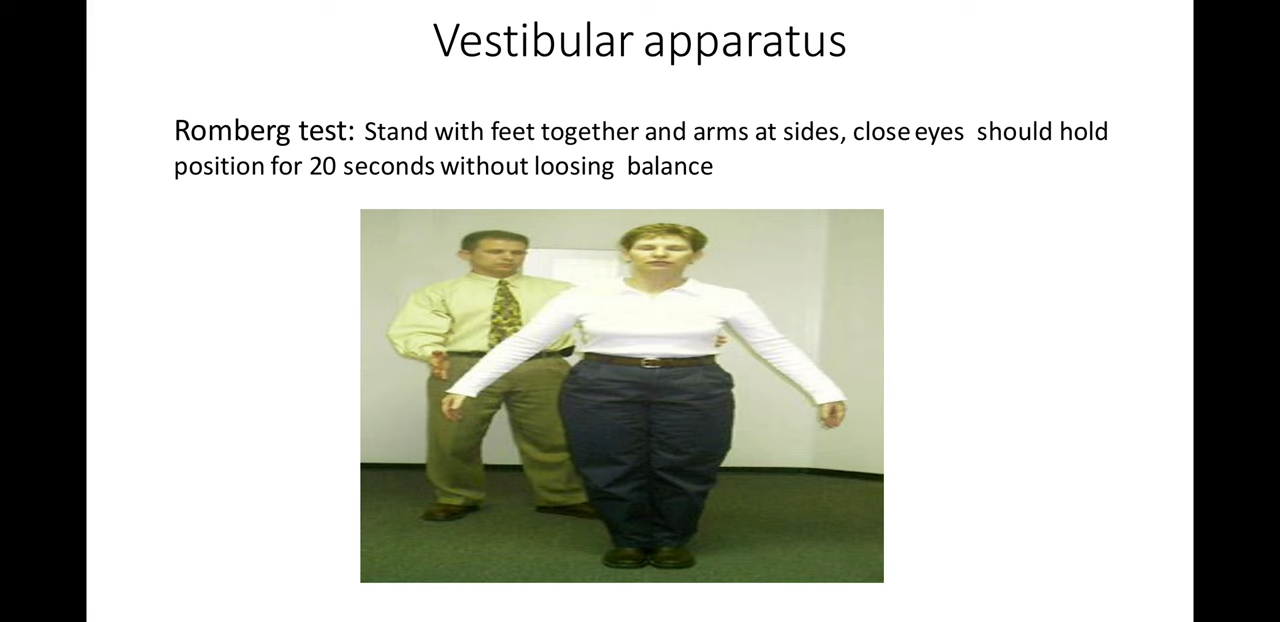 Vestibular apparatus
Romberg test: Stand with feet together and arms at sides, close eyes should hold
position for 20 seconds without loosing balance